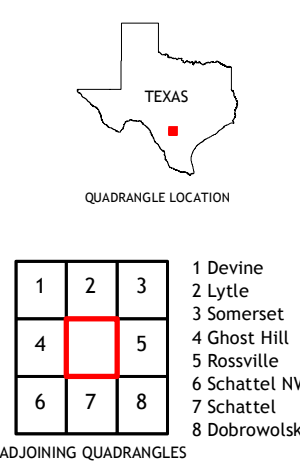 TEXAS
QUADRANGLE LOCATION
1 2 3
4 5
6 7 8
1 Devine
2 Lytle
3 Somerset
4 Ghost Hill
5 Rossville
6 Schattel NW
7 Schattel
8 Dobrowolsk
ADJOINING QUADRANGLES